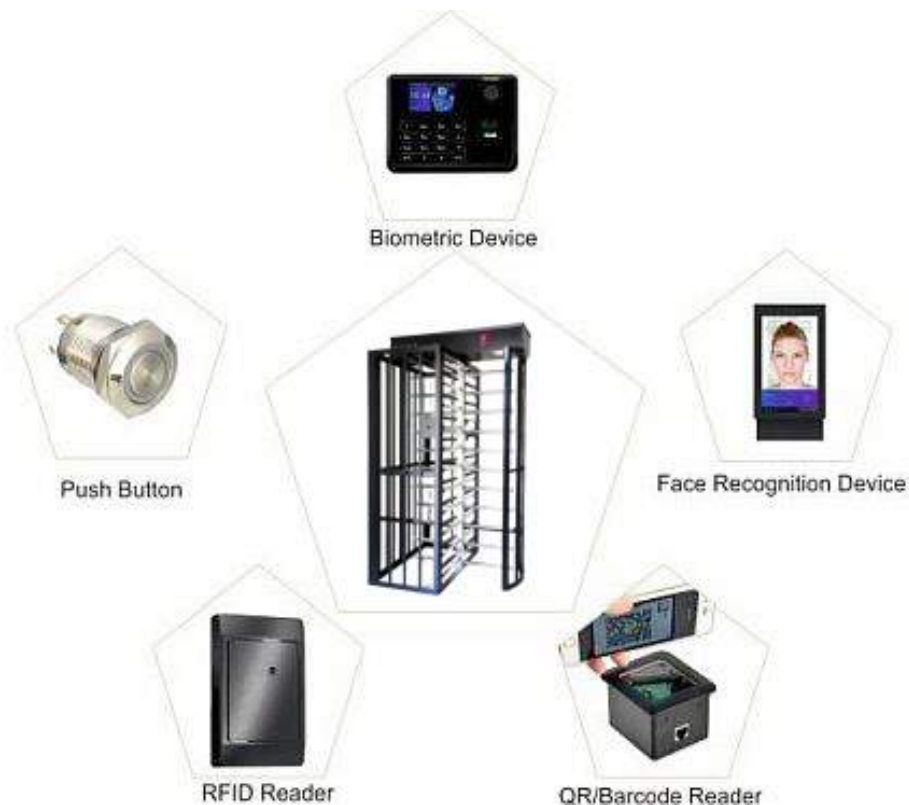 Biometric Device
Push Button
Face Recognition Device
RFID Reader
QR/Barcode Reader